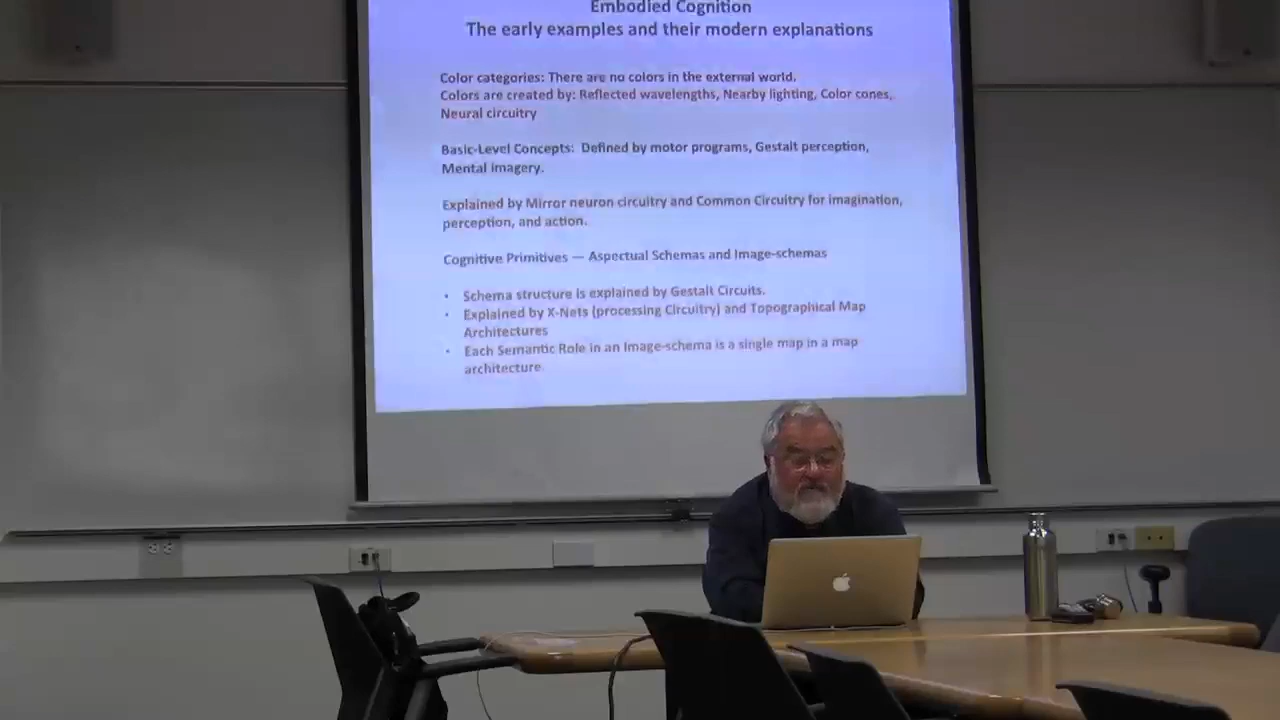 Embodied Cognition
The early examples and their modern explanations
Color categories: There are no colors in the external world.
Colors are created by: Reflected wavelengths, Nearby lighting, Color cones,
Neural circuitry
Basic-Level Concepts: Defined by motor programs, Gestalt perception,
Mental imagery.
Explained by Mirror neuron circuitry and Common Circuitry for imagination,
perception, and action.
Cognitive Primitives — Aspectual Schemas and Image-schemas
• Schema structure is explained by Gestalt Circuits.
• Explained by X-Nets (processing Circuitry) and Topographical Map
Architectures
• Each Semantic Role in an Image-schema is a single map in a map
architecture.